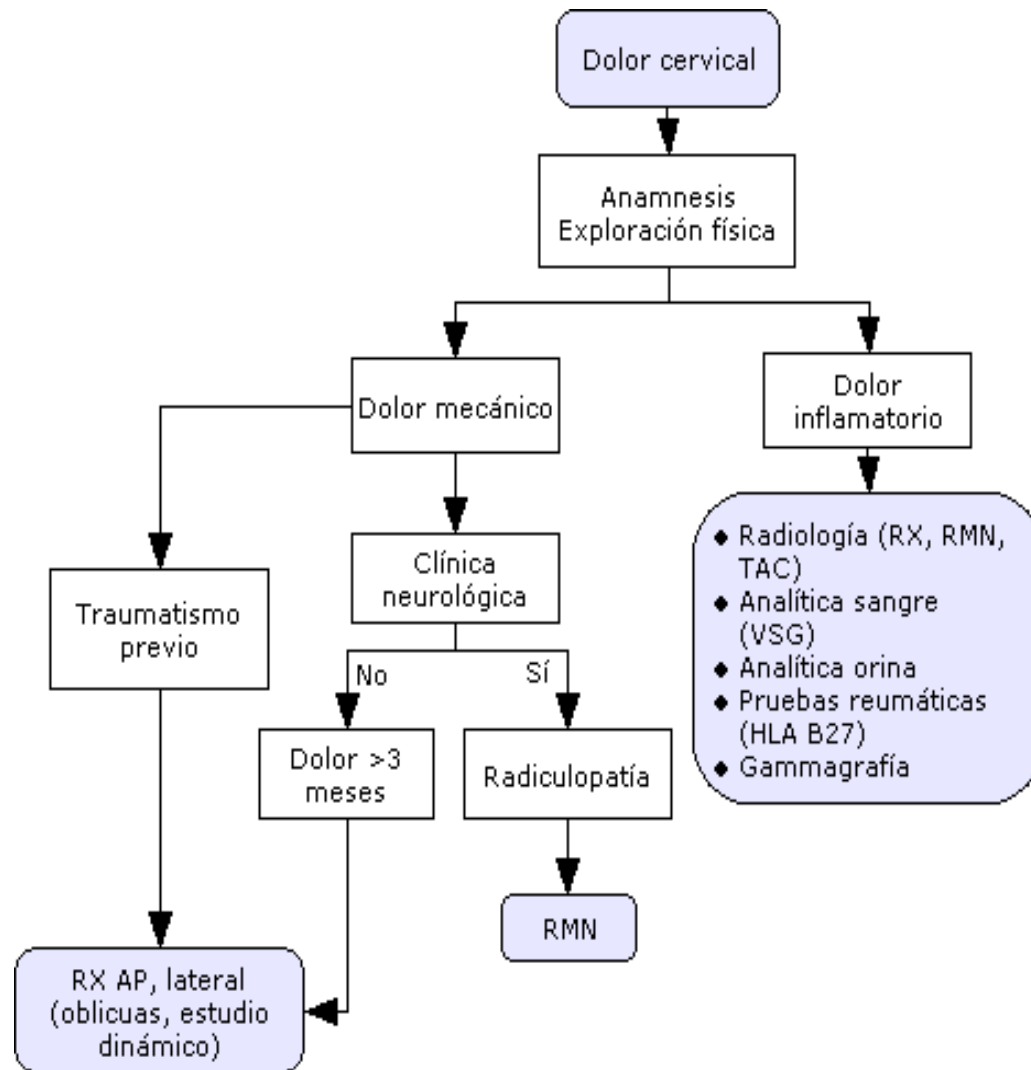 Dolor cervical
Anamnesis
Exploración física
Dolor mecánico
Dolor
inflamatorio
Traumatismo
previo
Clínica
neurológica
No
Sí
Dolor >3
meses
Radiculopatía
◆ Radiología (RX, RMN,
TAC)
◆ Analítica sangre
(VSG)
◆ Analítica orina
◆ Pruebas reumáticas
(HLA B27)
◆ Gammagrafía
RMN
RX AP, lateral
(oblicuas, estudio
dinámico)